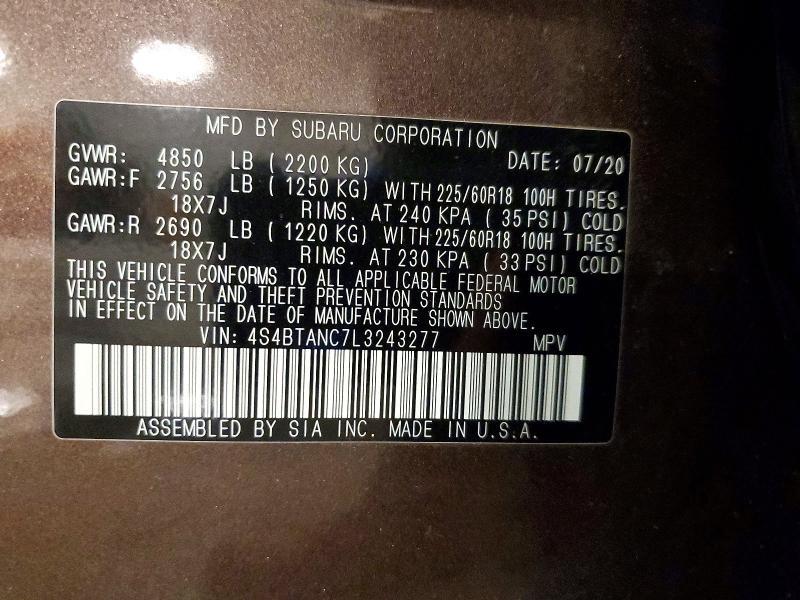 MFD BY SUBARU CORPORATION
GVWR: 4850 LB ( 2200 KG) DATE: 07/20
GAWR:F 2756 LB ( 1250 KG) WITH 225/60R18 100H TIRES.
18X7J RIMS. AT 240 KPA ( 35 PSI) COLD
GAWR:R 2690 LB ( 1220 KG) WITH 225/60R18 100H TIRES.
18X7J RIMS. AT 230 KPA ( 33 PSI) COLD
THIS VEHICLE CONFORMS TO ALL APPLICABLE FEDERAL MOTOR
VEHICLE SAFETY AND THEFT PREVENTION STANDARDS
IN EFFECT ON THE DATE OF MANUFACTURE SHOWN ABOVE.
VIN: 4S4BTANC7L3243277 MPV
ASSEMBLED BY SIA INC. MADE IN U.S.A.